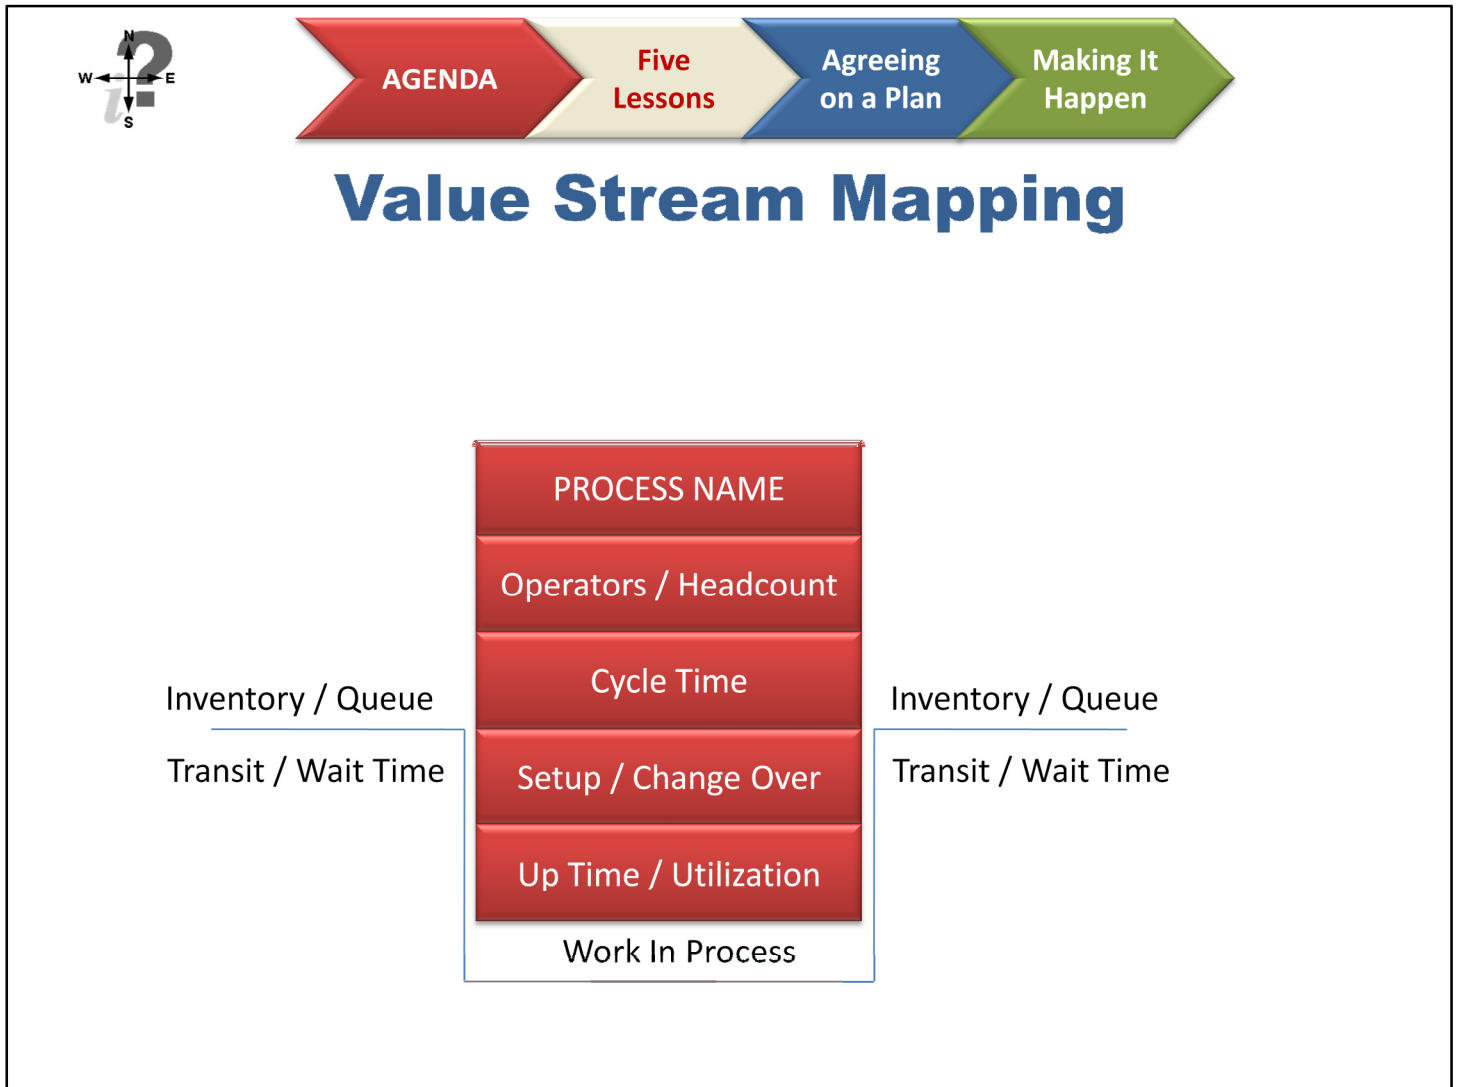 N
W
E
S
AGENDA
Five
Lessons
Agreeing
on a Plan
Making It
Happen
Value Stream Mapping
PROCESS NAME
Operators / Headcount
Cycle Time
Inventory / Queue
Inventory / Queue
Transit / Wait Time
Setup / Change Over
Transit / Wait Time
Up Time / Utilization
Work In Process